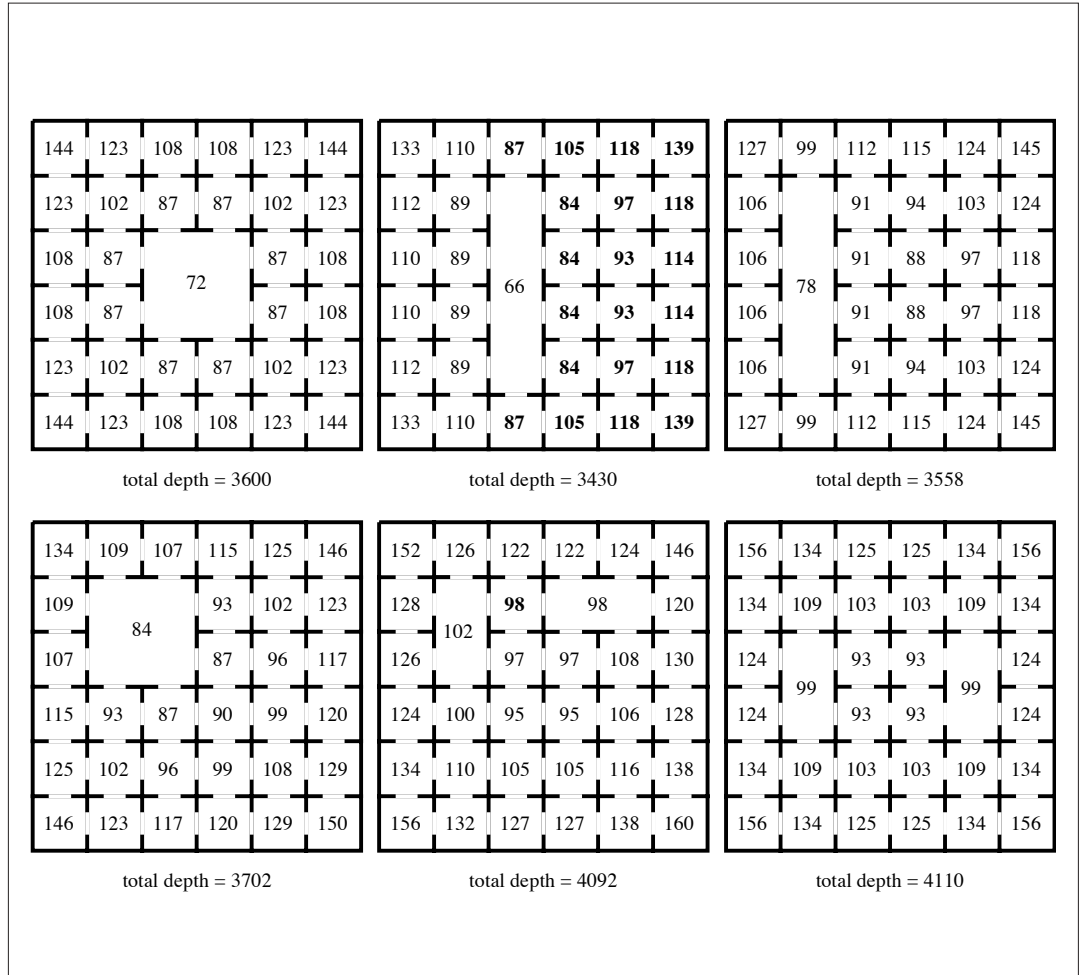 144 123 108 108 123 144
123 102 87 87 102 123
108 87 87 108
72
108 87 87 108
123 102 87 87 102 123
144 123 108 108 123 144
total depth = 3600
133 110 87 105 118 139
112 89 84 97 118
110 89 84 93 114
66
110 89 84 93 114
112 89 84 97 118
133 110 87 105 118 139
total depth = 3430
127 99 112 115 124 145
106 91 94 103 124
106 91 88 97 118
78
106 91 88 97 118
106 91 94 103 124
127 99 112 115 124 145
total depth = 3558
134 109 107 115 125 146
109 93 102 123
84
107 87 96 117
115 93 87 90 99 120
125 102 96 99 108 129
146 123 117 120 129 150
total depth = 3702
152 126 122 122 124 146
128 98 98 120
102
126 97 97 108 130
124 100 95 95 106 128
134 110 105 105 116 138
156 132 127 127 138 160
total depth = 4092
156 134 125 125 134 156
134 109 103 103 109 134
124 93 93 124
99 99
124 93 93 124
134 109 103 103 109 134
156 134 125 125 134 156
total depth = 4110